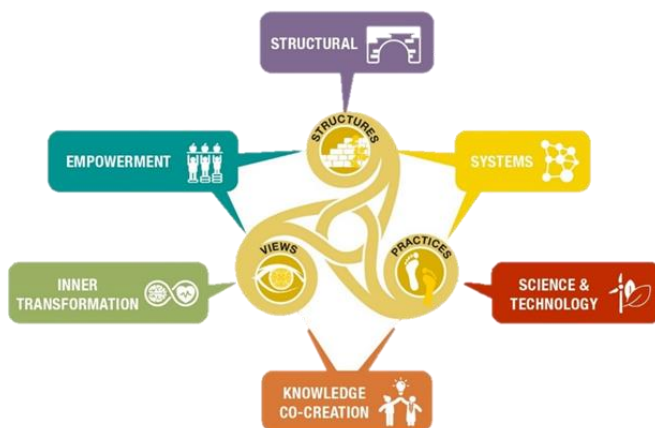 STRUCTURAL
STRUCTURES
EMPOWERMENT
SYSTEMS
VIEWS
PRACTICES
INNER
TRANSFORMATION
SCIENCE &
TECHNOLOGY
KNOWLEDGE
CO-CREATION